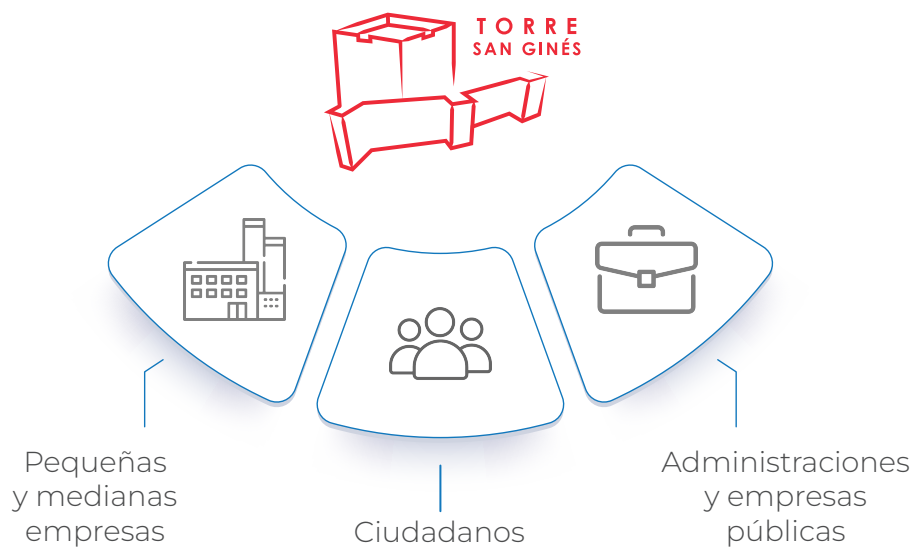 TORRE
SAN GINÉS
Pequeñas
y medianas
empresas
Ciudadanos
Administraciones
y empresas
públicas